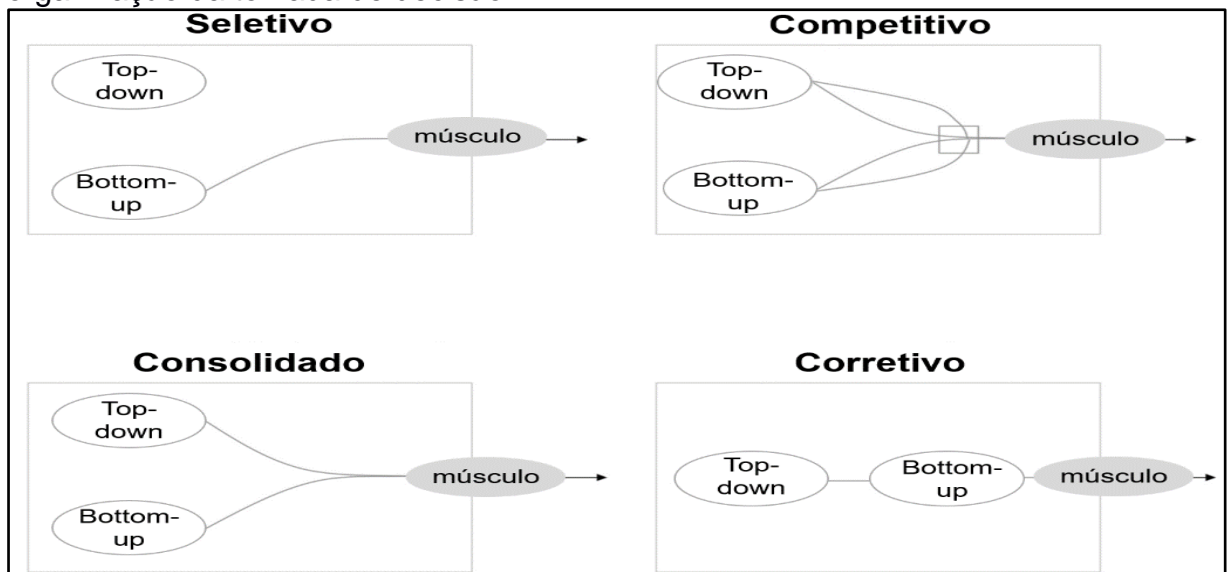 Seletivo
Top-
down
Bottom-
up
músculo
Competitivo
Top-
down
Bottom-
up
músculo
Consolidado
Top-
down
Bottom-
up
músculo
Corretivo
Top-
down
Bottom-
up
músculo